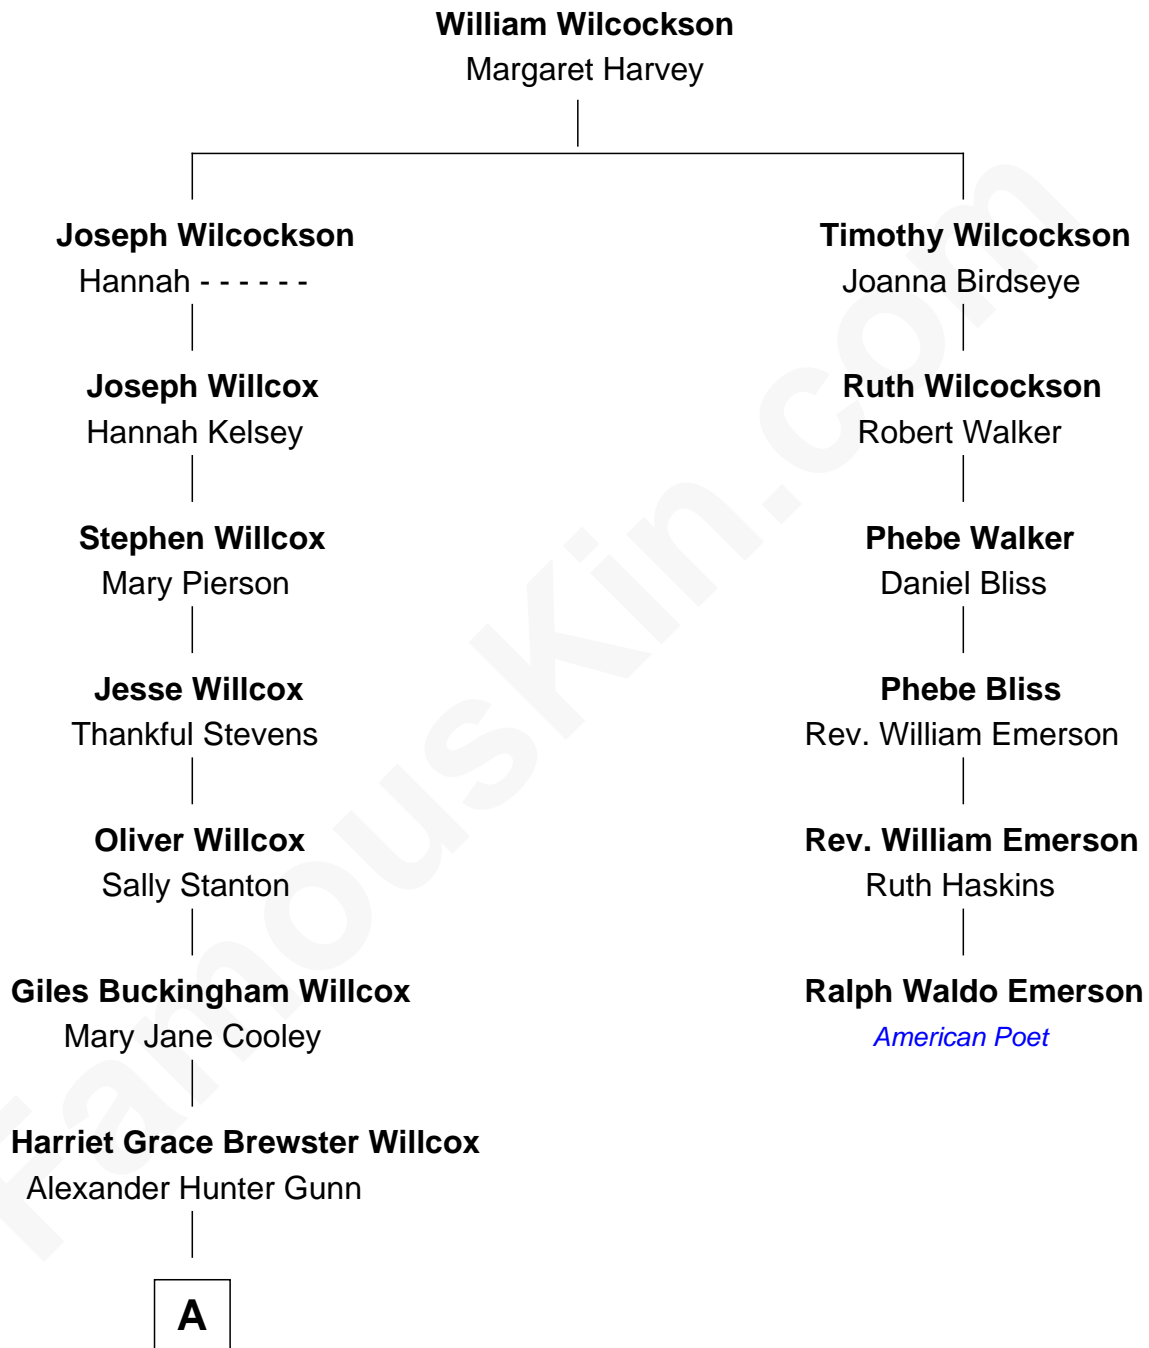 William Wilcockson
Margaret Harvey
Joseph Wilcockson
Hannah - - - - - -
Timothy Wilcockson
Joanna Birdseye
Joseph Willcox
Hannah Kelsey
Ruth Wilcockson
Robert Walker
Stephen Willcox
Mary Pierson
Phebe Walker
Daniel Bliss
Jesse Willcox
Thankful Stevens
Phebe Bliss
Rev. William Emerson
Oliver Willcox
Sally Stanton
Rev. William Emerson
Ruth Haskins
Giles Buckingham Willcox
Mary Jane Cooley
Ralph Waldo Emerson
American Poet
Harriet Grace Brewster Willcox
Alexander Hunter Gunn
A
FamousKin.com